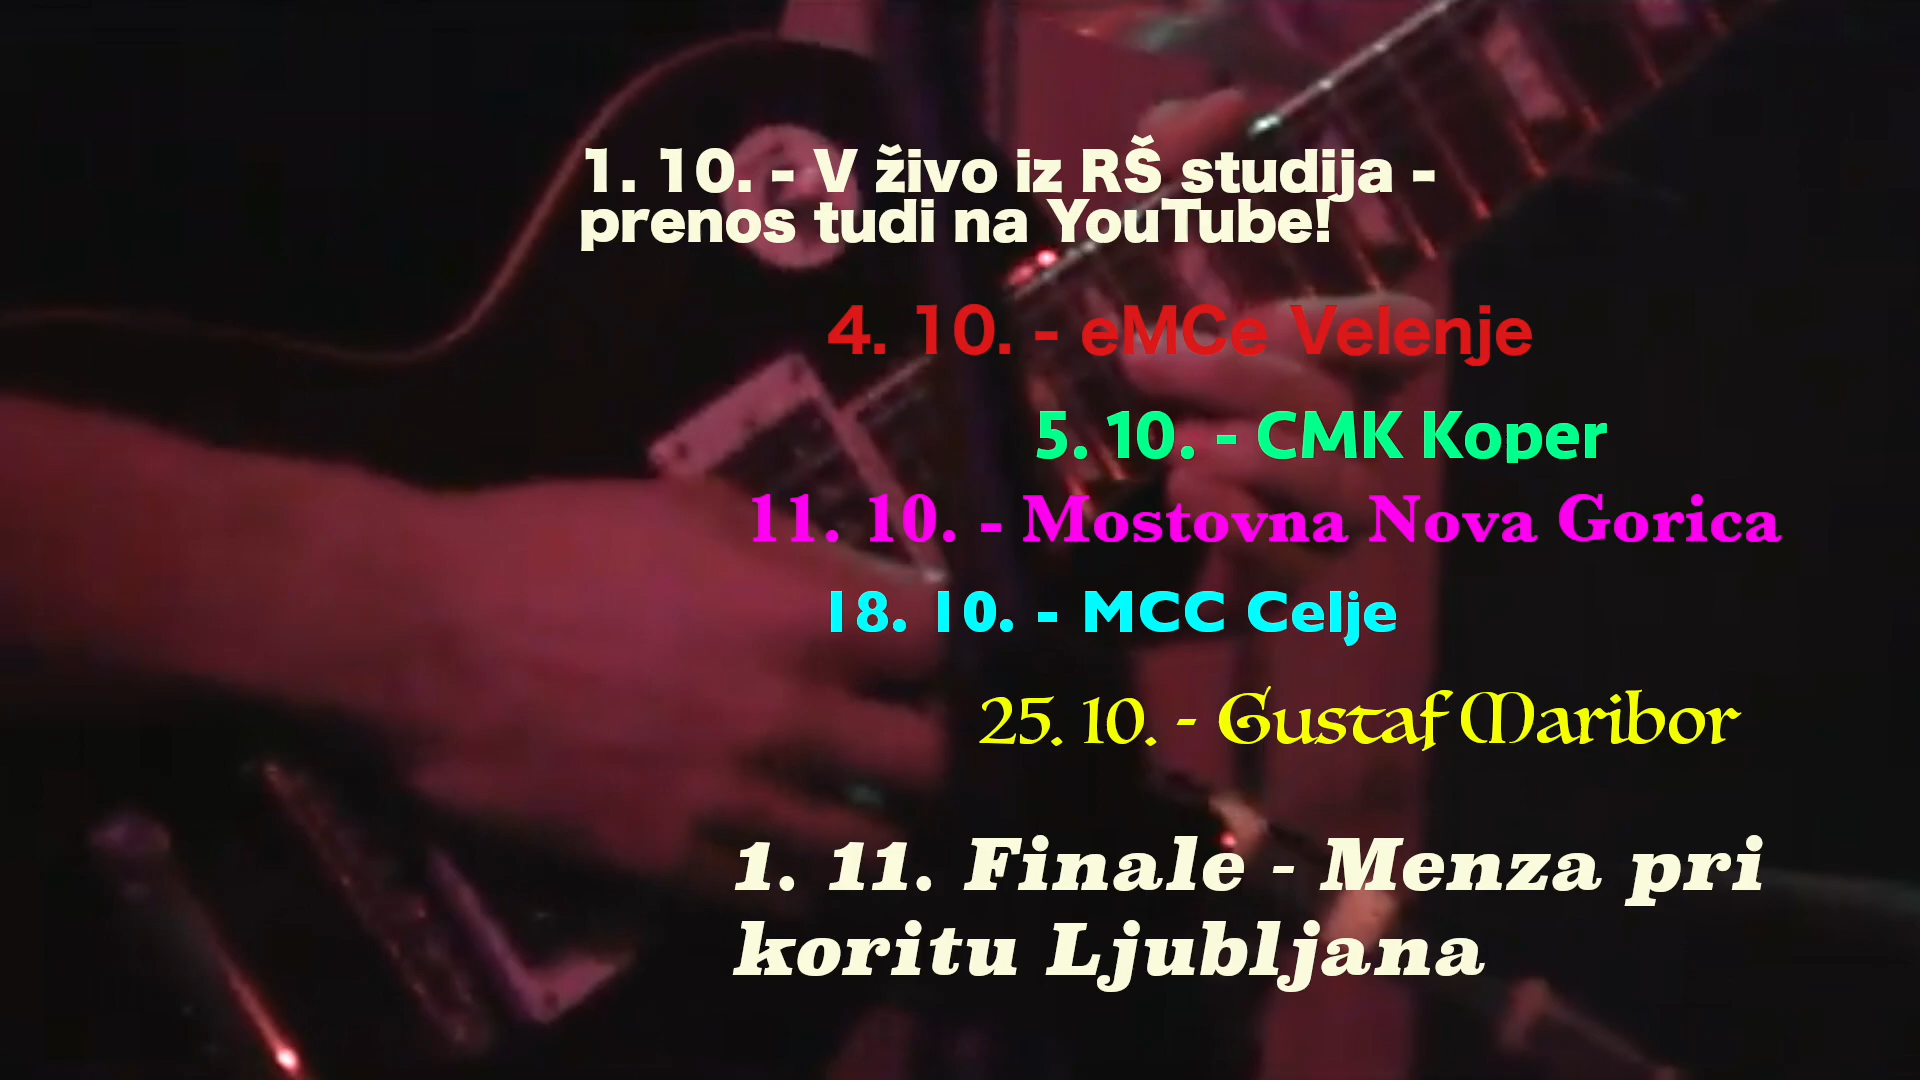 1. 10. - V živo iz RŠ studija -
prenos tudi na YouTube!
4. 10. - eMCe Velenje
5. 10. - CMK Koper
11. 10. - Mostovna Nova Gorica
18. 10. - MCC Celje
25. 10. - Gustaf Maribor
1. 11. Finale - Menza pri
koritu Ljubljana